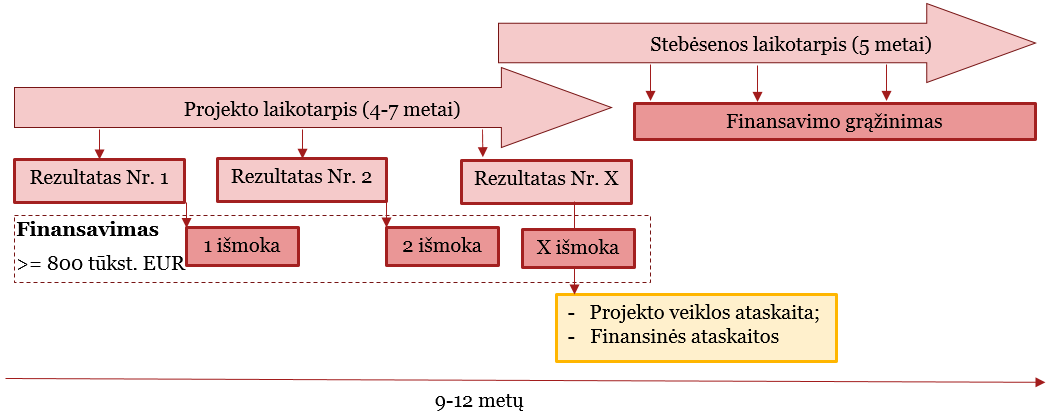 Stebėsenos laikotarpis (5 metai)
Projekto laikotarpis (4-7 metai)
Finansavimo grąžinimas
Rezultatas Nr. 1
Rezultatas Nr. 2
Rezultatas Nr. X
Finansavimas
>= 800 tūkst. EUR
1 išmoka
2 išmoka
X išmoka
- Projekto veiklos ataskaita;
- Finansinės ataskaitos
9-12 metų